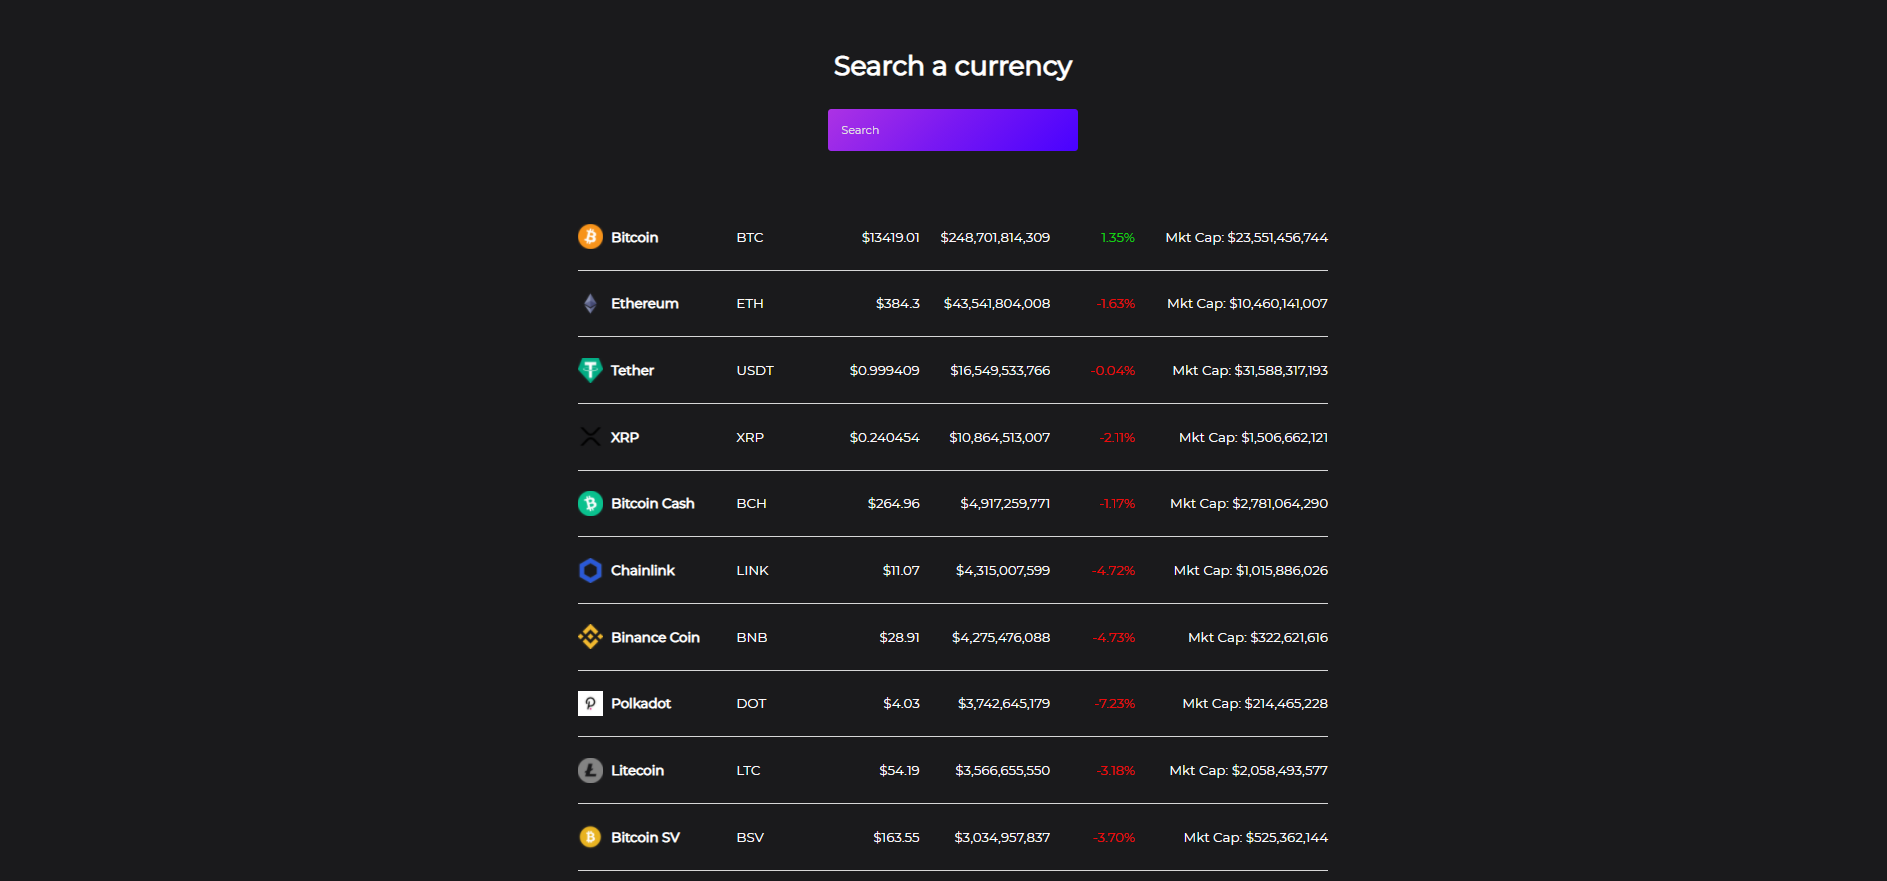 Search a currency
Search
Bitcoin BTC $13419.01 $248,701,814,309 1.35% Mkt Cap: $23,551,456,744
Ethereum ETH $384.3 $43,541,804,008 -1.63% Mkt Cap: $10,460,141,007
Tether USDT $0.999409 $16,549,533,766 -0.04% Mkt Cap: $31,588,317,193
XRP XRP $0.240454 $10,864,513,007 -2.11% Mkt Cap: $1,506,662,121
Bitcoin Cash BCH $264.96 $4,917,259,771 -1.17% Mkt Cap: $2,781,064,290
Chainlink LINK $11.07 $4,315,007,599 -4.72% Mkt Cap: $1,015,886,026
Binance Coin BNB $28.91 $4,275,476,088 -4.73% Mkt Cap: $322,621,616
Polkadot DOT $4.03 $3,742,645,179 -7.23% Mkt Cap: $214,465,228
Litecoin LTC $54.19 $3,566,655,550 -3.18% Mkt Cap: $2,058,493,577
Bitcoin SV BSV $163.55 $3,034,957,837 -3.70% Mkt Cap: $525,362,144